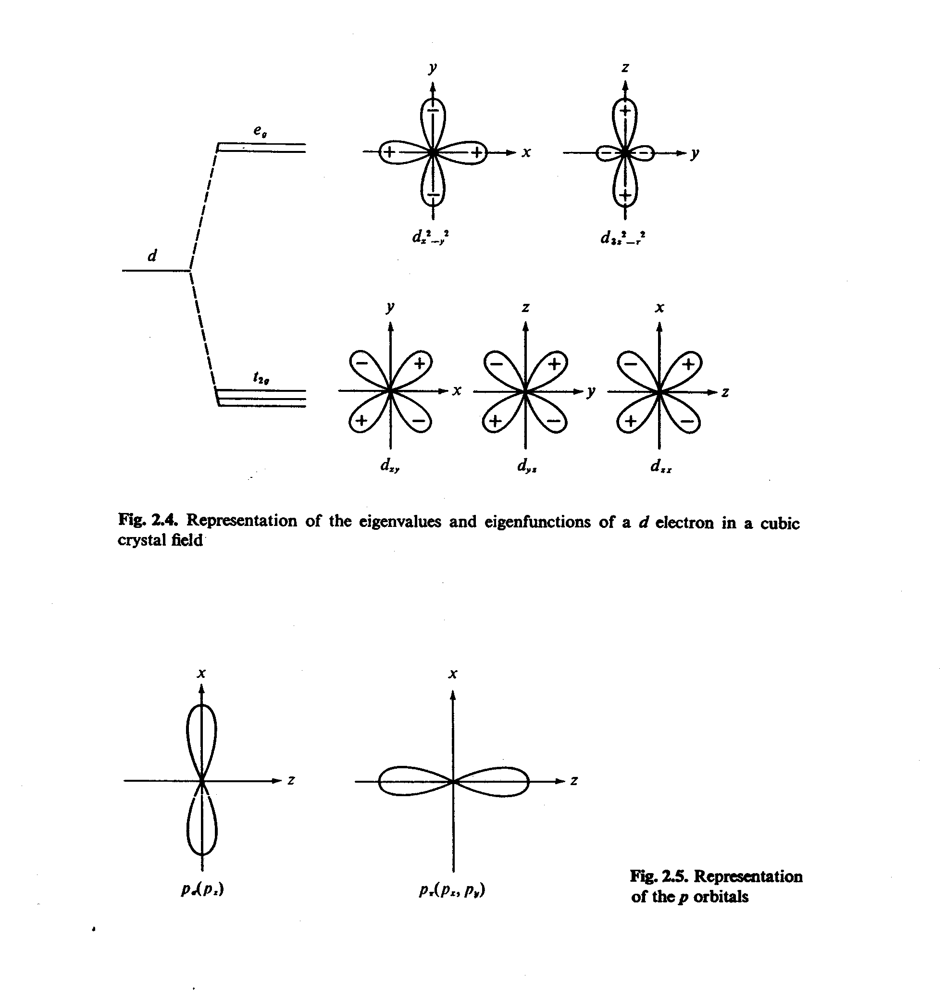 y
z
e_g
+ − + −
x
+ − − +
y
d_{x²−y²}
d_{3z²−r²}
d
y
z
x
t_{2g}
− +
− +
− +
x
y
z
+ −
+ −
+ −
d_{xy}
d_{yz}
d_{zx}
Fig. 2.4. Representation of the eigenvalues and eigenfunctions of a d electron in a cubic
crystal field
x
x
z
z
p_σ(p_z)
p_π(p_x, p_y)
Fig. 2.5. Representation
of the p orbitals